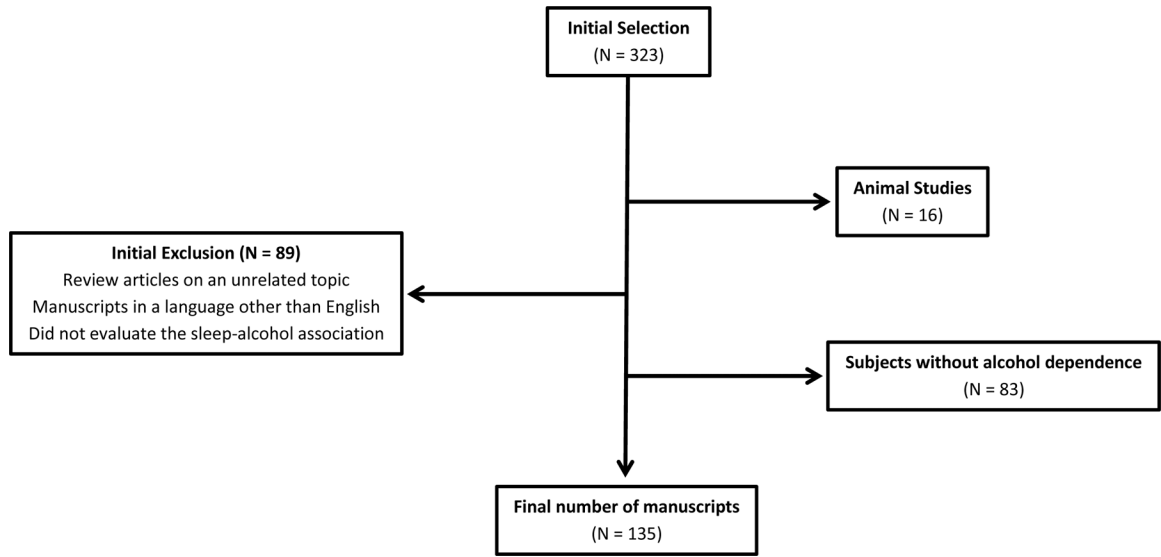 Initial Selection
(N = 323)
Animal Studies
(N = 16)
Initial Exclusion (N = 89)
Review articles on an unrelated topic
Manuscripts in a language other than English
Did not evaluate the sleep-alcohol association
Subjects without alcohol dependence
(N = 83)
Final number of manuscripts
(N = 135)